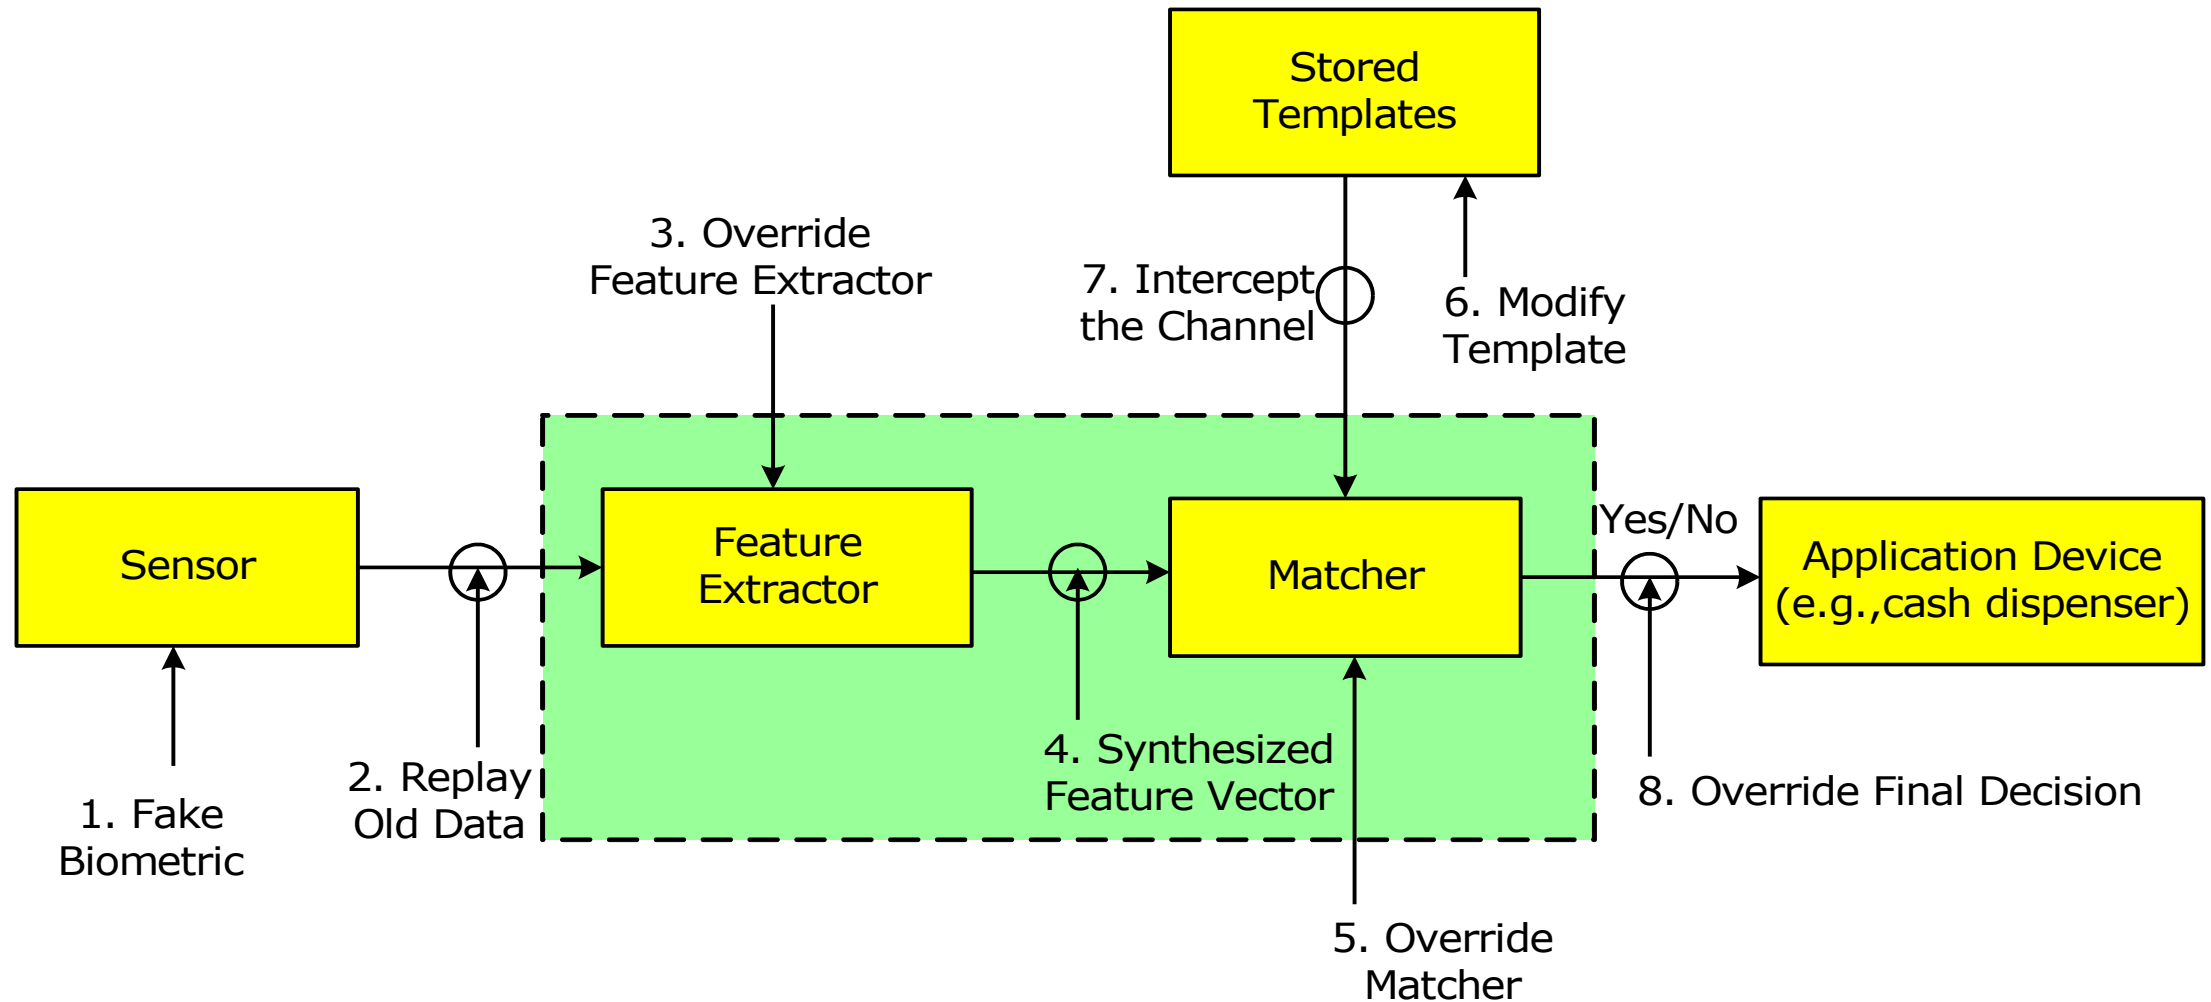 Stored
Templates
3. Override
Feature Extractor
7. Intercept
the Channel
6. Modify
Template
Sensor
Feature
Extractor
Matcher
Yes/No
Application Device
(e.g.,cash dispenser)
1. Fake
Biometric
2. Replay
Old Data
4. Synthesized
Feature Vector
8. Override Final Decision
5. Override
Matcher